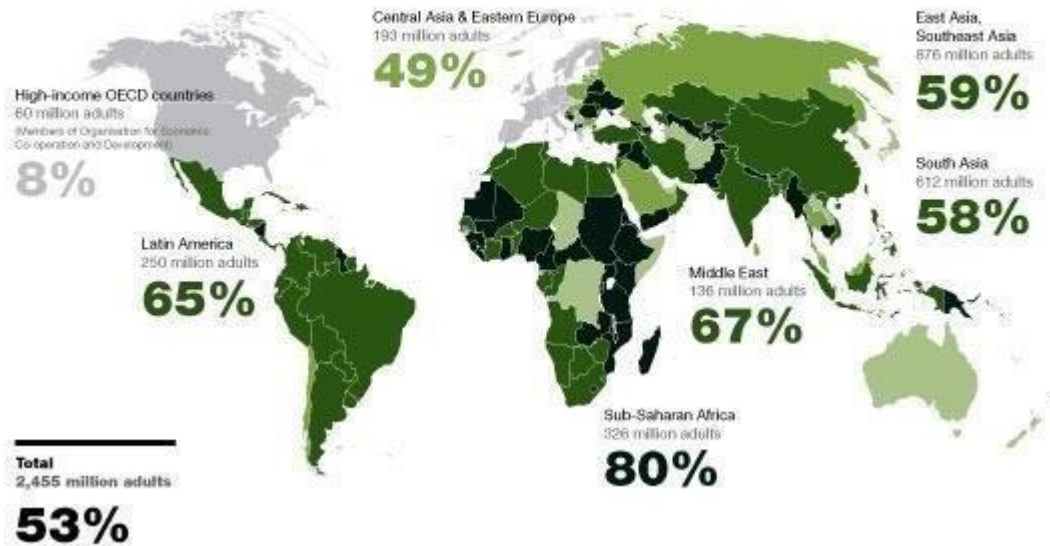 Central Asia & Eastern Europe
193 million adults
49%
East Asia,
Southeast Asia
876 million adults
59%
High-income OECD countries
60 million adults
(Members of Organisation for Economic
Co-operation and Development)
8%
South Asia
612 million adults
58%
Latin America
250 million adults
65%
Middle East
136 million adults
67%
Sub-Saharan Africa
326 million adults
80%
Total
2,455 million adults
53%